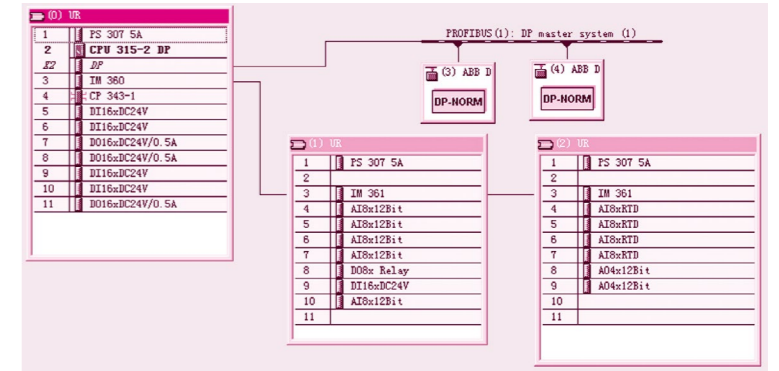 (0) UR
1 PS 307 5A
2 CPU 315-2 DP
X2 DP
3 IM 360
4 CP 343-1
5 DI16xDC24V
6 DI16xDC24V
7 DO16xDC24V/0.5A
8 DO16xDC24V/0.5A
9 DI16xDC24V
10 DI16xDC24V
11 DO16xDC24V/0.5A
PROFIBUS(1): DP master system (1)
(3) ABB D
DP-NORM
(4) ABB D
DP-NORM
(1) UR
1 PS 307 5A
2
3 IM 361
4 AI8x12Bit
5 AI8x12Bit
6 AI8x12Bit
7 AI8x12Bit
8 DO8x Relay
9 DI16xDC24V
10 AI8x12Bit
11
(2) UR
1 PS 307 5A
2
3 IM 361
4 AI8xRTD
5 AI8xRTD
6 AI8xRTD
7 AI8xRTD
8 AO4x12Bit
9 AO4x12Bit
10
11